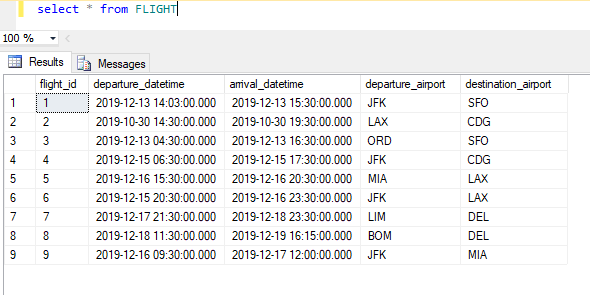 select * from FLIGHT
100 %
Results Messages
flight_id departure_datetime arrival_datetime departure_airport destination_airport
1 1 2019-12-13 14:03:00.000 2019-12-13 15:30:00.000 JFK SFO
2 2 2019-10-30 14:30:00.000 2019-10-30 19:30:00.000 LAX CDG
3 3 2019-12-13 04:30:00.000 2019-12-13 16:30:00.000 ORD SFO
4 4 2019-12-15 06:30:00.000 2019-12-15 17:30:00.000 JFK CDG
5 5 2019-12-16 15:30:00.000 2019-12-16 20:30:00.000 MIA LAX
6 6 2019-12-15 20:30:00.000 2019-12-16 23:30:00.000 JFK LAX
7 7 2019-12-17 21:30:00.000 2019-12-18 23:30:00.000 LIM DEL
8 8 2019-12-18 11:30:00.000 2019-12-19 16:15:00.000 BOM DEL
9 9 2019-12-16 09:30:00.000 2019-12-17 12:00:00.000 JFK MIA